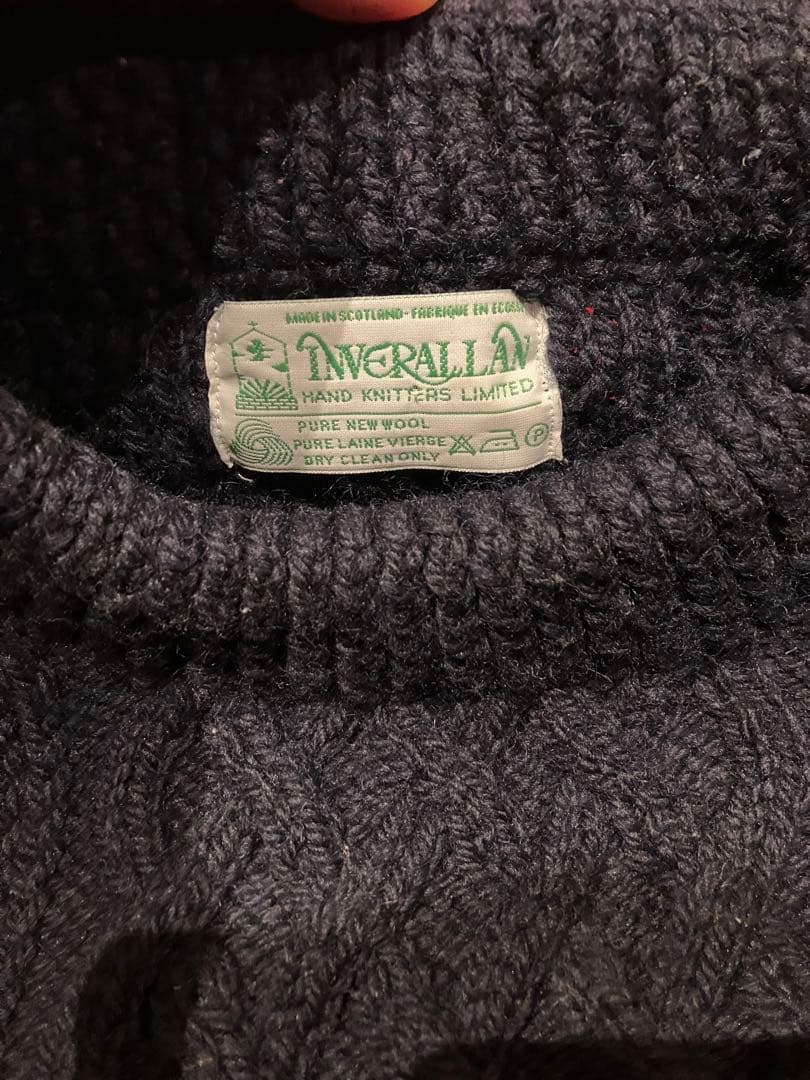 MADE IN SCOTLAND - FABRIQUE EN ECOSSE
INVERALLAN
HAND KNITTERS LIMITED
PURE NEW WOOL
PURE LAINE VIERGE
P
DRY CLEAN ONLY